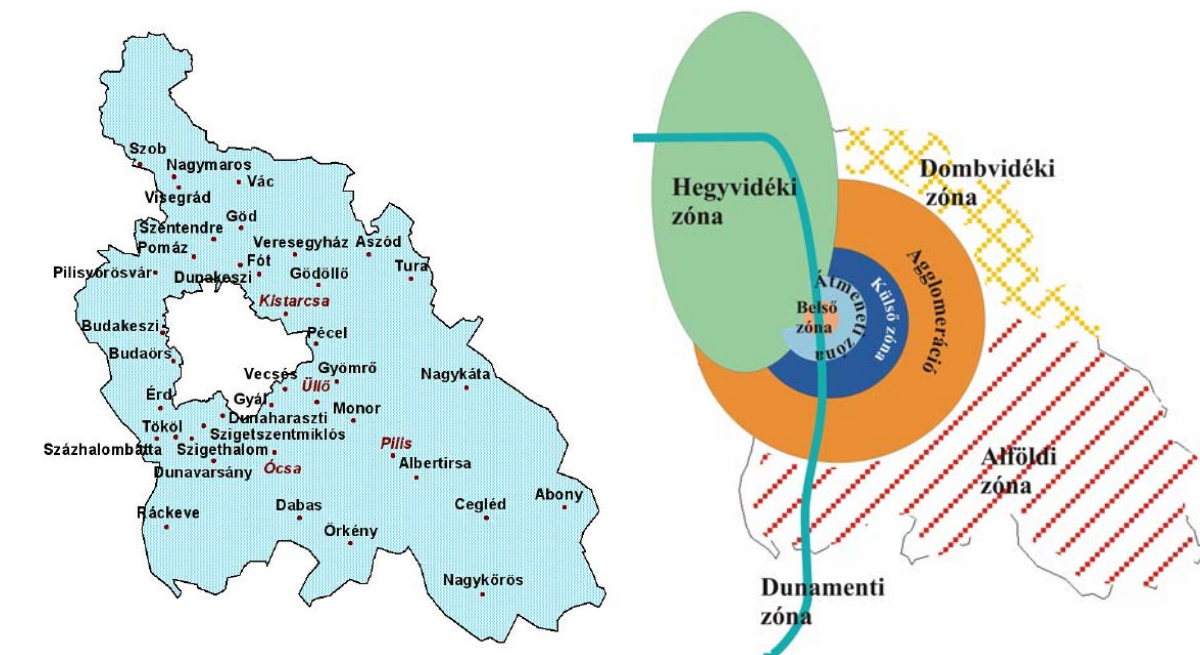 Szob
Nagymaros
Vác
Visegrád
Göd
Szentendre
Pomáz
Veresegyház
Aszód
Pilisvörösvár
Dunakeszi
Fót
Gödöllő
Tura
Kistarcsa
Budakeszi
Pécel
Budaörs
Vecsés
Gyömrő
Üllő
Nagykáta
Érd
Gyál
Monor
Dunaharaszti
Tököl
Szigetszentmiklós
Pilis
Százhalombatta
Szigethalom
Dunavarsány
Ócsa
Albertirsa
Ráckeve
Dabas
Cegléd
Abony
Örkény
Nagykőrös
Hegyvidéki
zóna
Dombvidéki
zóna
Agglomeráció
Külső zóna
Átmeneti zóna
Belső
zóna
Alföldi
zóna
Dunamenti
zóna